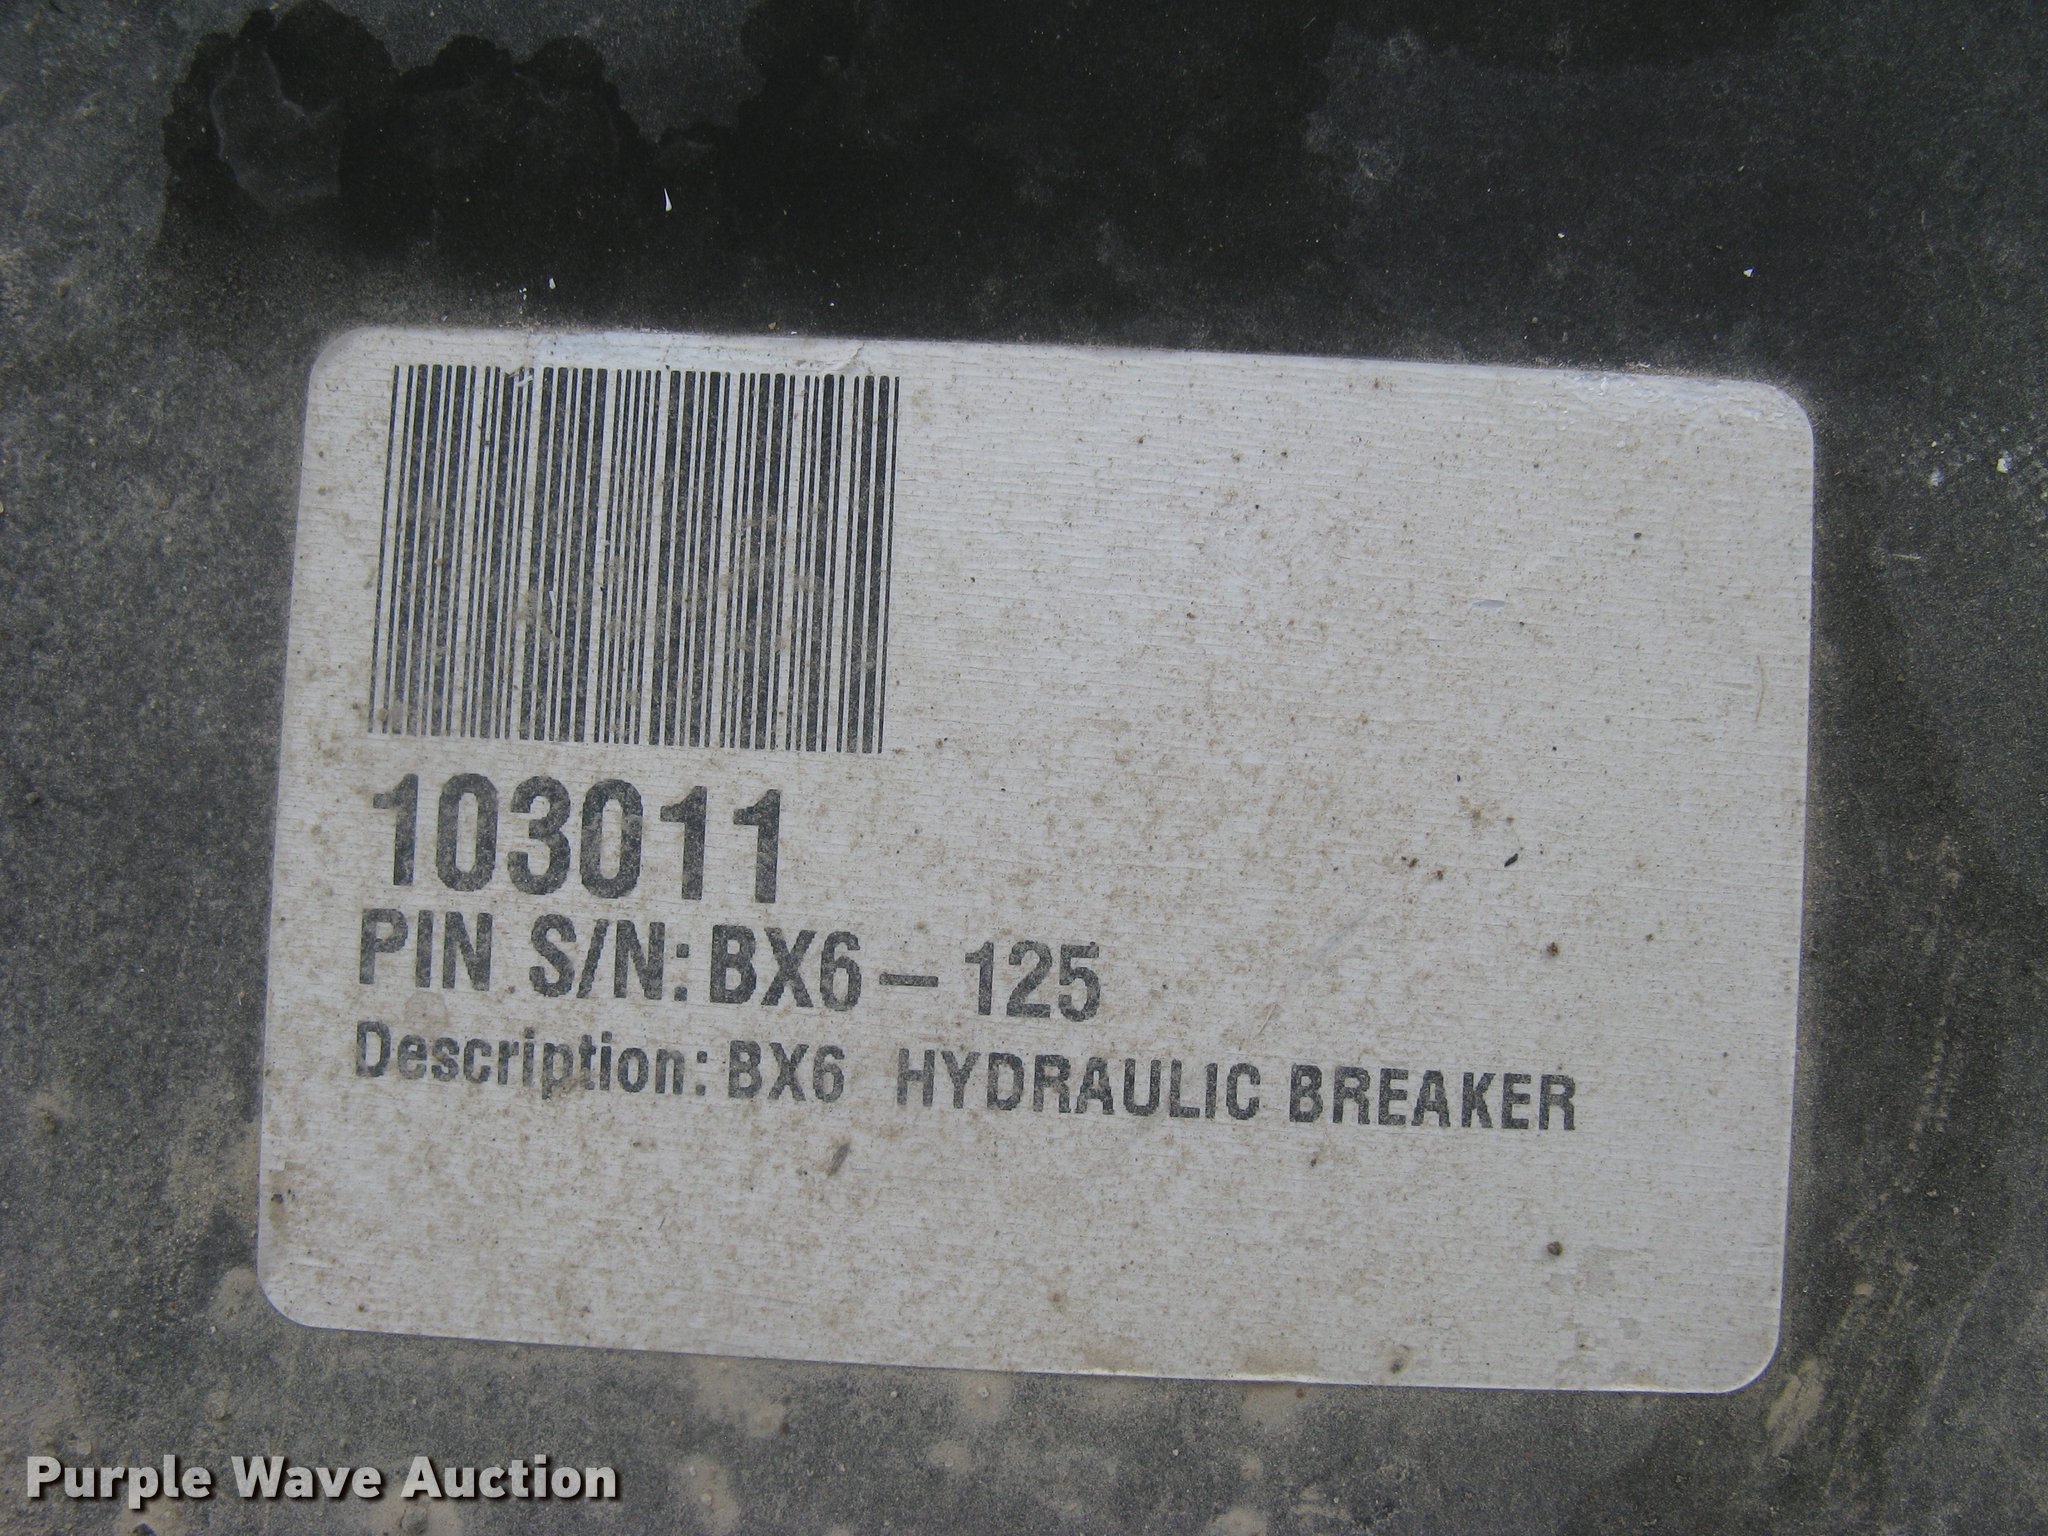 103011
PIN S/N: BX6 - 125
Description: BX6 HYDRAULIC BREAKER
Purple Wave Auction